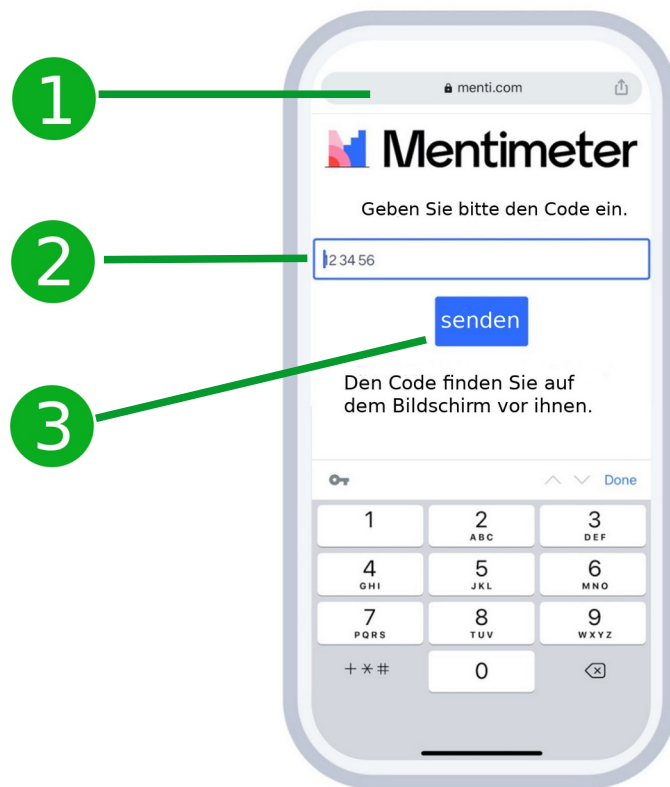 1
menti.com
Mentimeter
Geben Sie bitte den Code ein.
2
12 34 56
senden
3
Den Code finden Sie auf
dem Bildschirm vor ihnen.
Done
1
2
ABC
3
DEF
4
GHI
5
JKL
6
MNO
7
PQRS
8
TUV
9
WXYZ
+*#
0